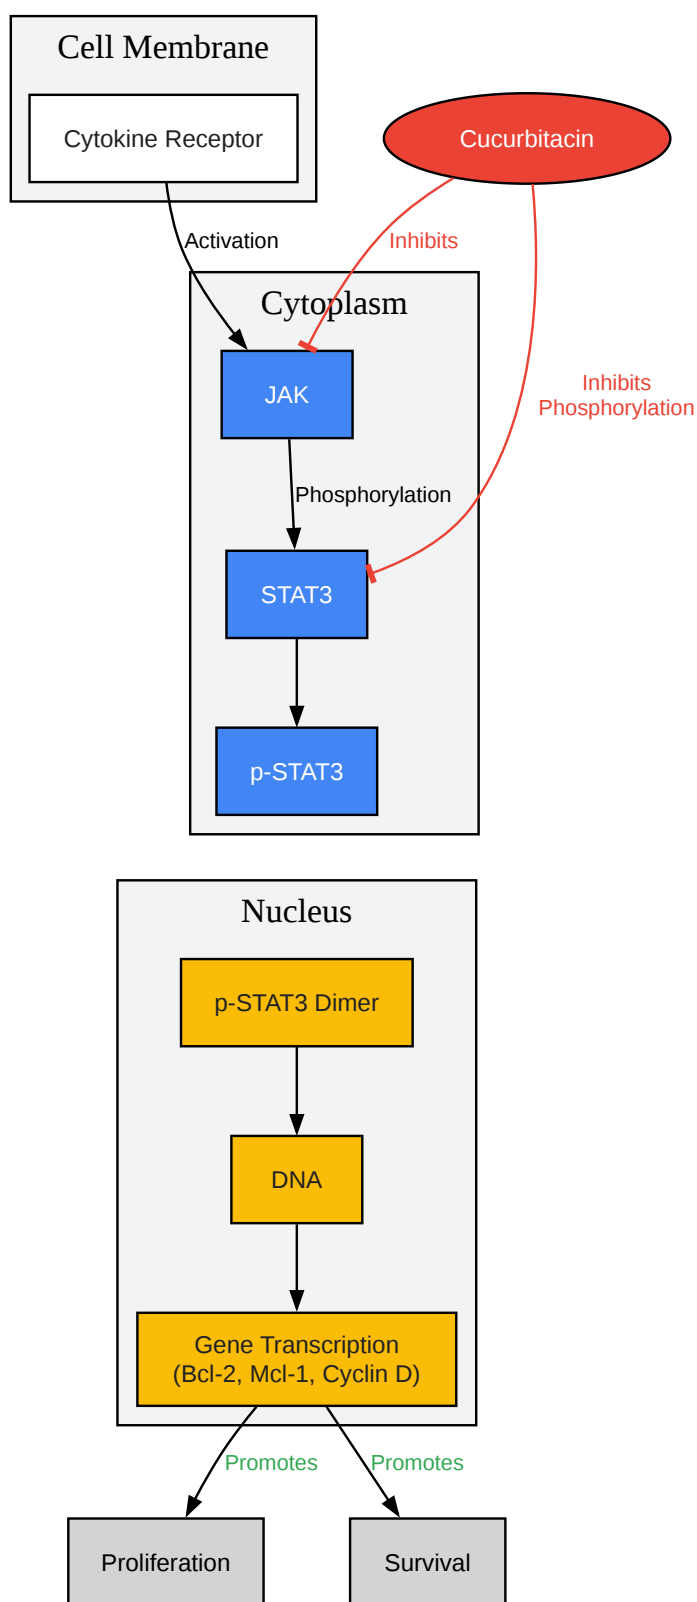 Cell Membrane
Cytokine Receptor
Cucurbitacin
Activation
Inhibits
Cytoplasm
JAK
Inhibits
Phosphorylation
Phosphorylation
STAT3
p-STAT3
Nucleus
p-STAT3 Dimer
DNA
Gene Transcription
(Bcl-2, Mcl-1, Cyclin D)
Promotes
Promotes
Proliferation
Survival